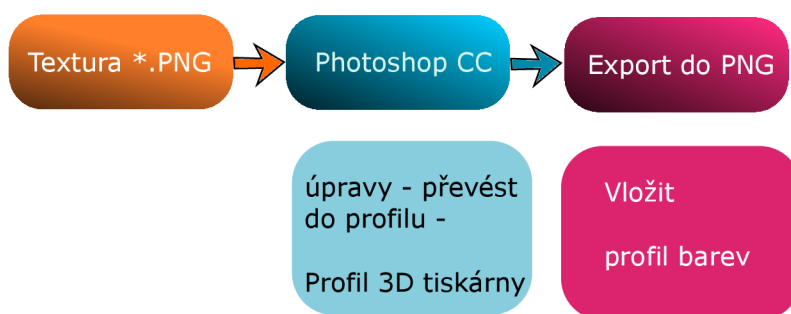 Textura *.PNG
Photoshop CC
Export do PNG
úpravy - převést
do profilu -
Profil 3D tiskárny
Vložit
profil barev